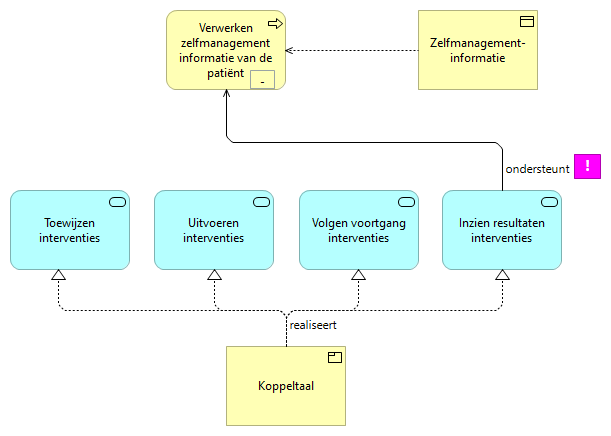 Verwerken
zelfmanagement
informatie van de
patiënt
-
Zelfmanagement-
informatie
ondersteunt
!
Toewijzen
interventies
Uitvoeren
interventies
Volgen voortgang
interventies
Inzien resultaten
interventies
realiseert
Koppeltaal